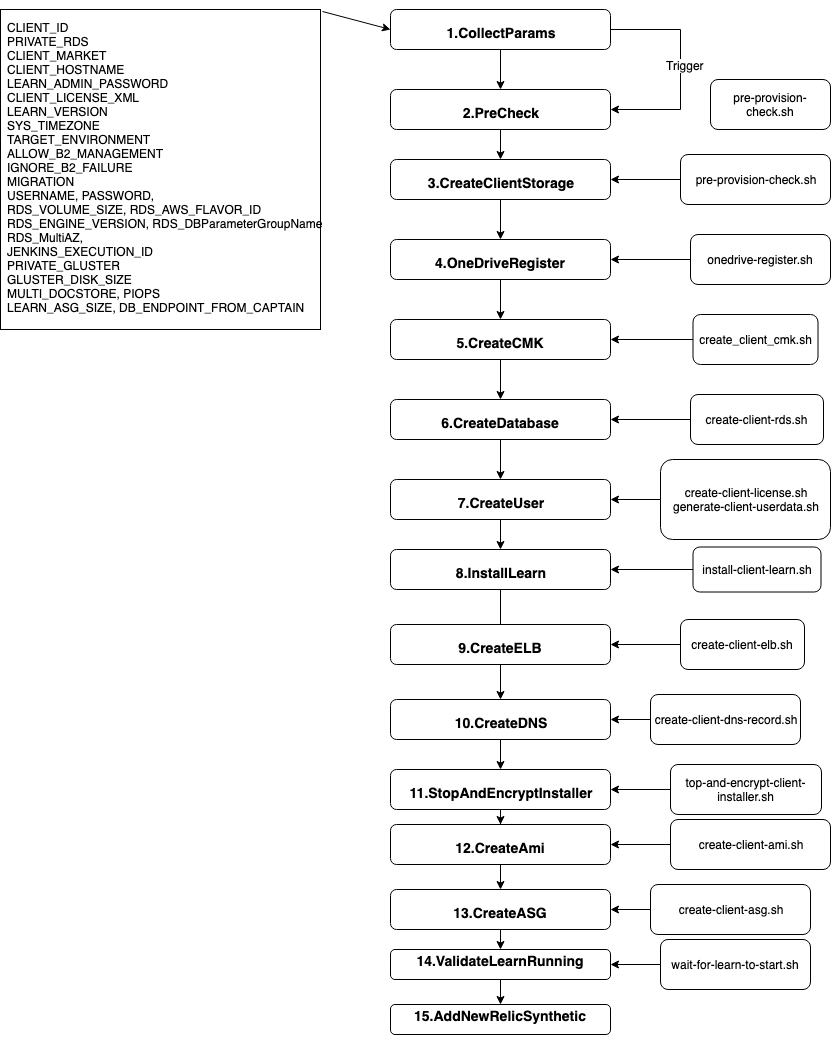 CLIENT_ID
PRIVATE_RDS
CLIENT_MARKET
CLIENT_HOSTNAME
LEARN_ADMIN_PASSWORD
CLIENT_LICENSE_XML
LEARN_VERSION
SYS_TIMEZONE
TARGET_ENVIRONMENT
ALLOW_B2_MANAGEMENT
IGNORE_B2_FAILURE
MIGRATION
USERNAME, PASSWORD,
RDS_VOLUME_SIZE, RDS_AWS_FLAVOR_ID
RDS_ENGINE_VERSION, RDS_DBParameterGroupName
RDS_MultiAZ,
JENKINS_EXECUTION_ID
PRIVATE_GLUSTER
GLUSTER_DISK_SIZE
MULTI_DOCSTORE, PIOPS
LEARN_ASG_SIZE, DB_ENDPOINT_FROM_CAPTAIN
1.CollectParams
Trigger
2.PreCheck
pre-provision-
check.sh
3.CreateClientStorage
pre-provision-check.sh
4.OneDriveRegister
onedrive-register.sh
5.CreateCMK
create_client_cmk.sh
6.CreateDatabase
create-client-rds.sh
7.CreateUser
create-client-license.sh
generate-client-userdata.sh
8.InstallLearn
install-client-learn.sh
9.CreateELB
create-client-elb.sh
10.CreateDNS
create-client-dns-record.sh
11.StopAndEncryptInstaller
top-and-encrypt-client-
installer.sh
12.CreateAmi
create-client-ami.sh
13.CreateASG
create-client-asg.sh
14.ValidateLearnRunning
wait-for-learn-to-start.sh
15.AddNewRelicSynthetic